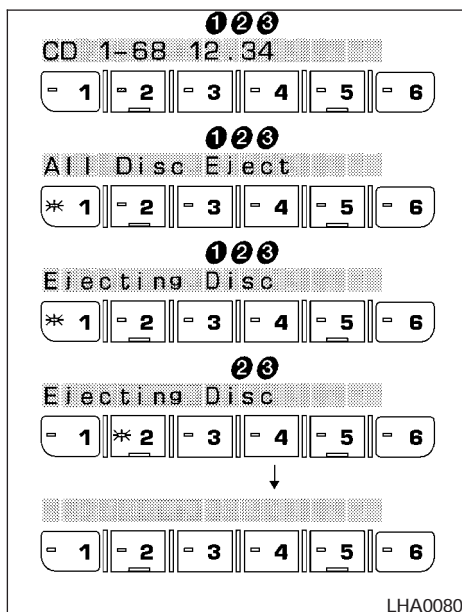 ❶❷❸
CD 1-68 12.34
1 2 3 4 5 6
❶❷❸
All Disc Eject
1 2 3 4 5 6
❶❷❸
Ejecting Disc
1 2 3 4 5 6
❷❸
Ejecting Disc
1 2 3 4 5 6
1 2 3 4 5 6
LHA0080